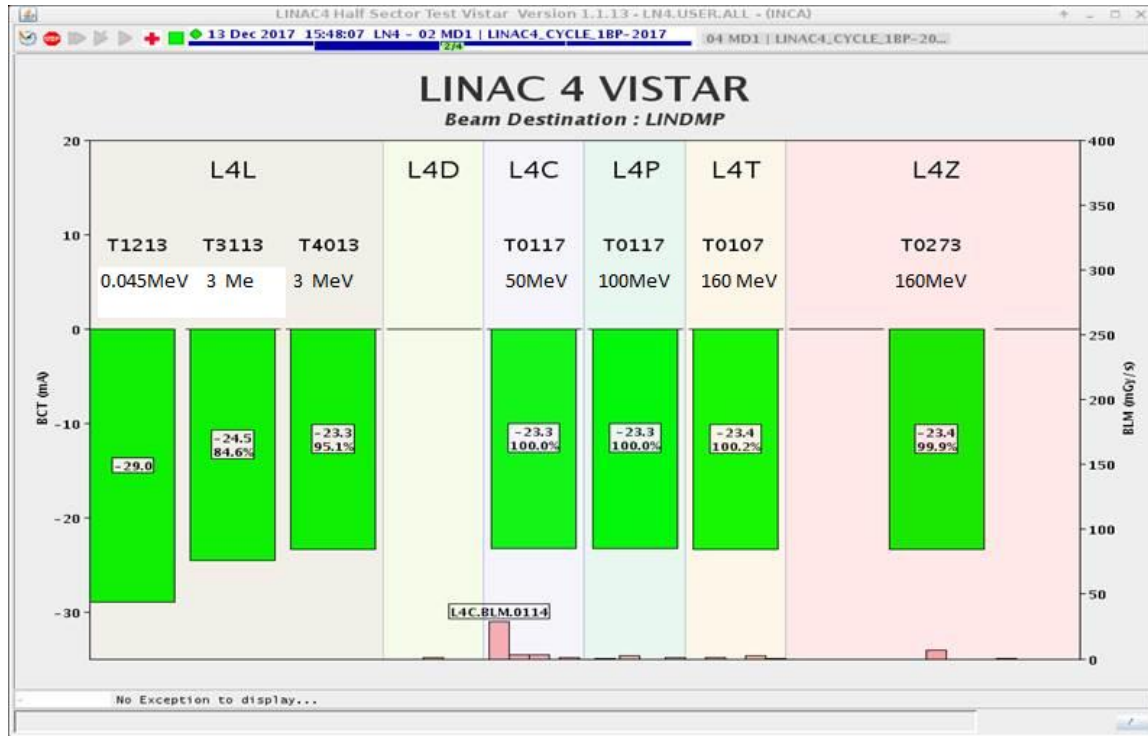 LINAC4 Half Sector Test Vistar Version 1.1.13 - LN4.USER.ALL - (INCA)
STOP
13 Dec 2017 15:48:07 LN4 - 02 MD1 | LINAC4_CYCLE_1BP-2017
2/4
04 MD1 | LINAC4_CYCLE_1BP-20...
LINAC 4 VISTAR
Beam Destination : LINDMP
L4L L4D L4C L4P L4T L4Z
T1213 T3113 T4013 T0117 T0117 T0107 T0273
0.045MeV 3 Me 3 MeV 50MeV 100MeV 160 MeV 160MeV
BCT (mA)
20
10
0
-10
-20
-30
-29.0
-24.5
84.6%
-23.3
95.1%
-23.3
100.0%
-23.3
100.0%
-23.4
100.2%
-23.4
99.9%
L4C.BLM.0114
400
350
300
250
200
150
100
50
0
BLM (mGy/s)
No Exception to display...